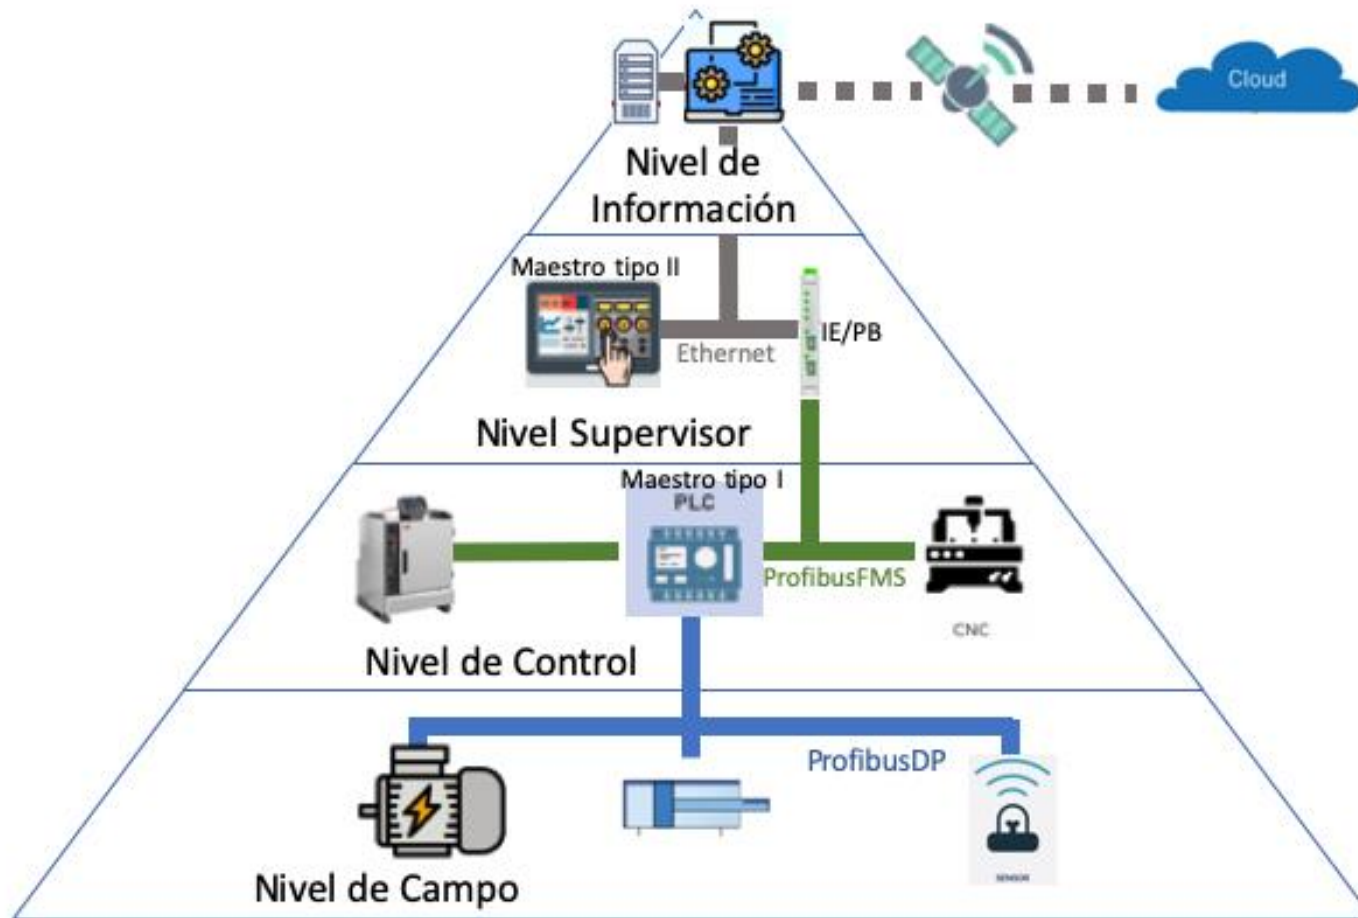 Cloud
Nivel de
Información
Maestro tipo II
IE/PB
Ethernet
Nivel Supervisor
Maestro tipo I
PLC
ProfibusFMS
CNC
Nivel de Control
ProfibusDP
SENSOR
Nivel de Campo